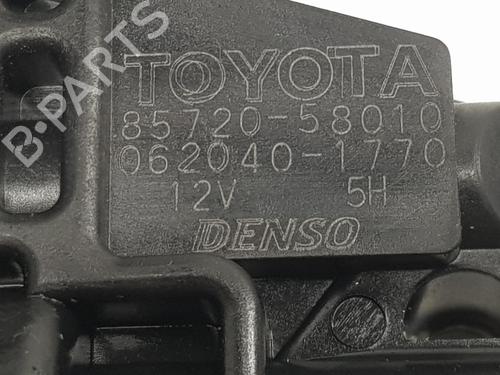 B-PARTS
TOYOTA
85720-58010
062040-1770
12V 5H
DENSO